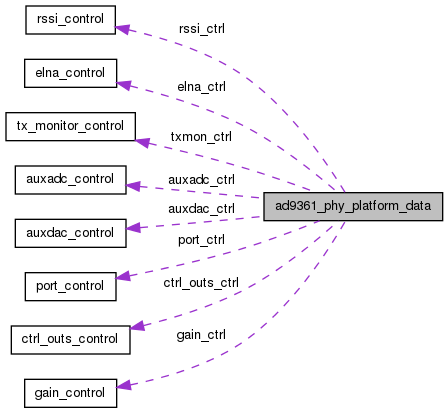 rssi_control
rssi_ctrl
elna_control
elna_ctrl
tx_monitor_control
txmon_ctrl
auxadc_control
auxadc_ctrl
ad9361_phy_platform_data
auxdac_control
auxdac_ctrl
port_control
port_ctrl
ctrl_outs_control
ctrl_outs_ctrl
gain_control
gain_ctrl